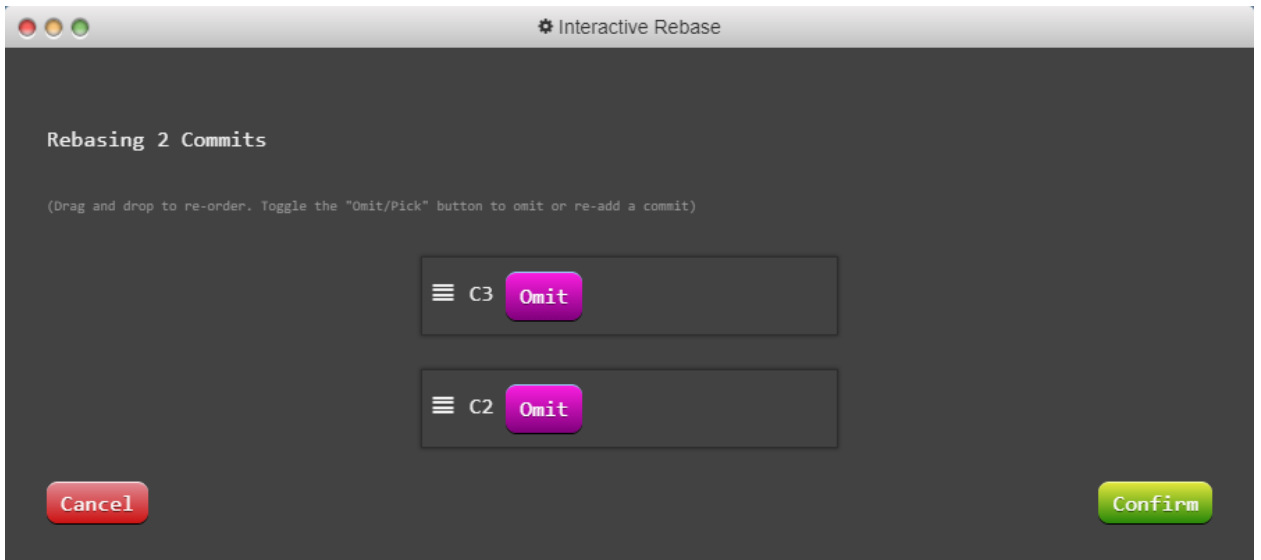 Interactive Rebase
Rebasing 2 Commits
(Drag and drop to re-order. Toggle the "Omit/Pick" button to omit or re-add a commit)
C3 Omit
C2 Omit
Cancel Confirm